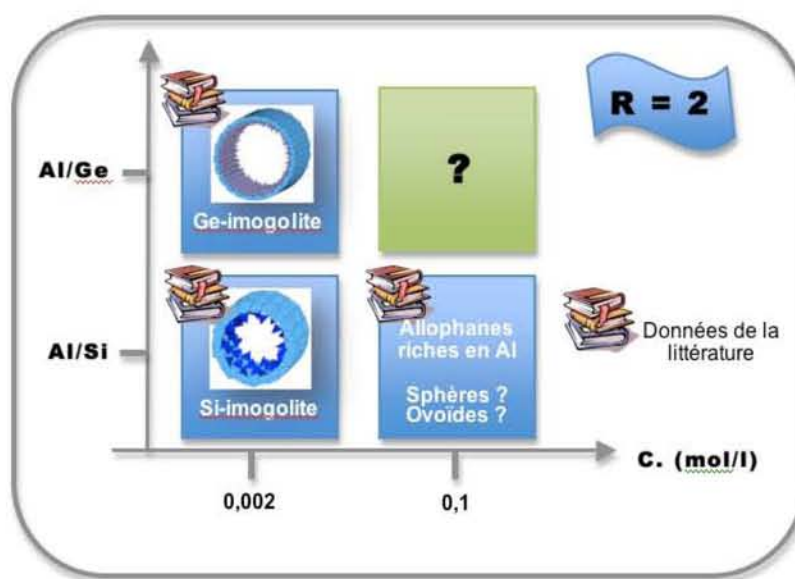 R = 2
Al/Ge
Ge-imogolite
?
Al/Si
Si-imogolite
Allophanes
riches en Al
Sphères ?
Ovoïdes ?
Données de la
littérature
C. (mol/l)
0,002
0,1